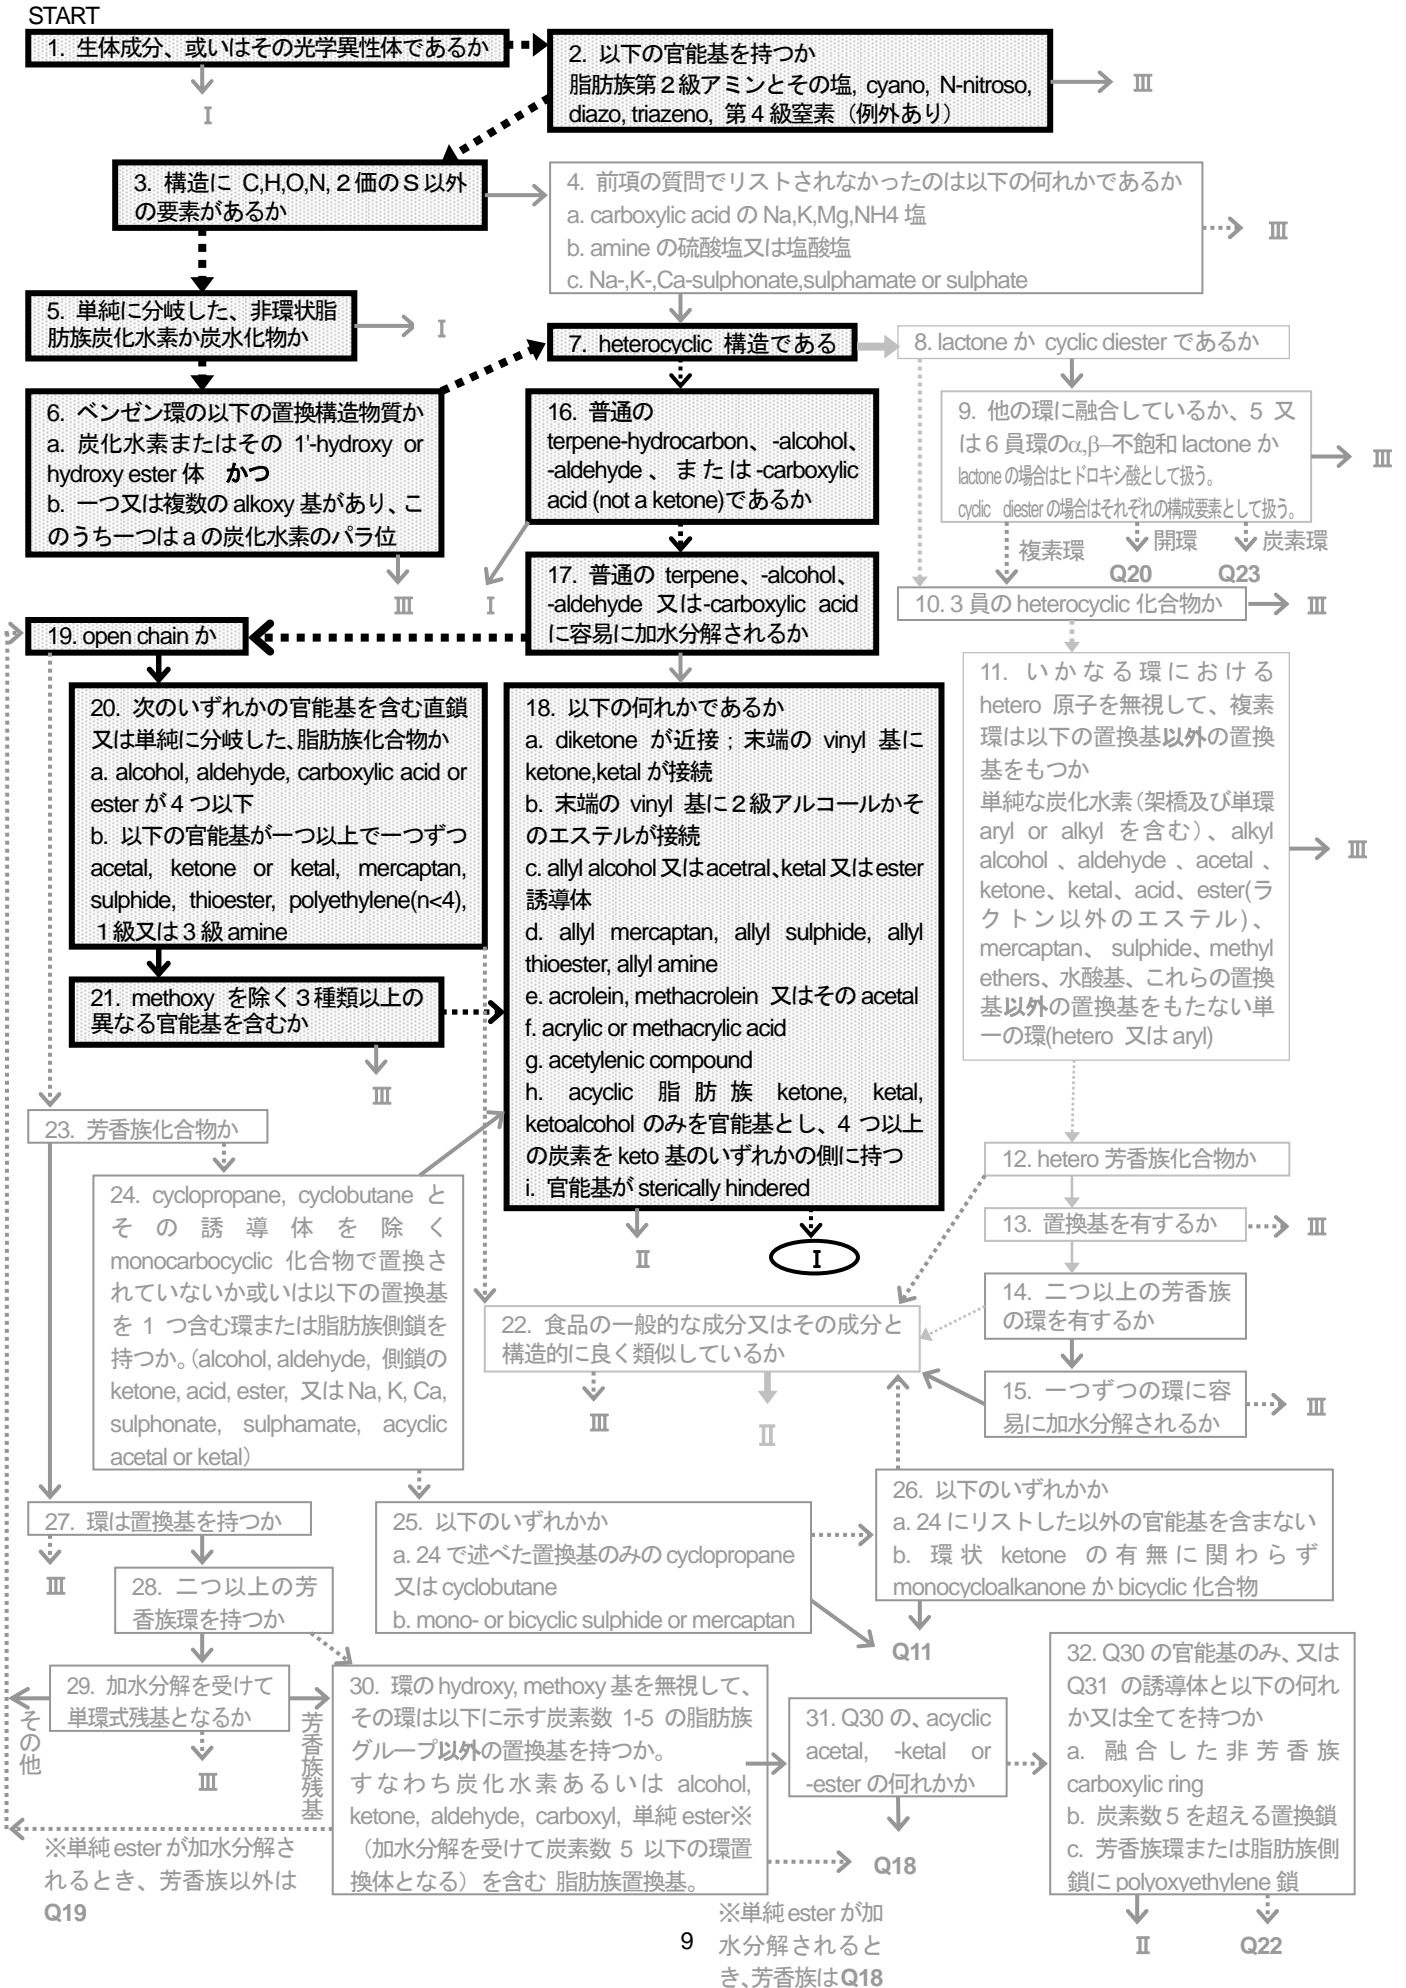 START
1. 生体成分、或いはその光学異性体であるか
I
2. 以下の官能基を持つか
脂肪族第2級アミンとその塩, cyano, N-nitroso,
diazo, triazeno, 第4級窒素（例外あり）
III
3. 構造に C,H,O,N,2価のS以外
の要素があるか
4. 前項の質問でリストされなかったのは以下の何れかであるか
a. carboxylic acid の Na,K,Mg,NH4 塩
b. amine の硫酸塩又は塩酸塩
c. Na-,K-,Ca-sulphonate,sulphamate or sulphate
III
5. 単純に分岐した、非環状脂
肪族炭化水素か炭水化物か
I
7. heterocyclic 構造である
8. lactone か cyclic diester であるか
6. ベンゼン環の以下の置換構造物質か
a. 炭化水素またはその 1'-hydroxy or
hydroxy ester 体 かつ
b. 一つ又は複数の alkoxy 基があり、こ
のうち一つは a の炭化水素のパラ位
III
16. 普通の
terpene-hydrocarbon、-alcohol、
-aldehyde、または-carboxylic
acid (not a ketone)であるか
I
9. 他の環に融合しているか、5 又
は6員環のα,β–不飽和 lactone か
lactone の場合はヒドロキシ酸として扱う。
cyclic diester の場合はそれぞれの構成要素として扱う。
III
複素環
開環
炭素環
Q20
Q23
17. 普通の terpene、-alcohol、
-aldehyde 又は-carboxylic acid
に容易に加水分解されるか
10. 3 員の heterocyclic 化合物か
III
19. open chain か
11. いかなる環における
hetero 原子を無視して、複素
環は以下の置換基以外の置換
基をもつか
単純な炭化水素（架橋及び単環
aryl or alkyl を含む）、alkyl
alcohol、aldehyde、acetal、
ketone、ketal、acid、ester(ラ
クトン以外のエステル)、
mercaptan、sulphide、methyl
ethers、水酸基、これらの置換
基以外の置換基をもたない単
一の環(hetero 又は aryl)
III
20. 次のいずれかの官能基を含む直鎖
又は単純に分岐した、脂肪族化合物か
a. alcohol, aldehyde, carboxylic acid or
ester が4つ以下
b. 以下の官能基が一つ以上で一つずつ
acetal, ketone or ketal, mercaptan,
sulphide, thioester, polyethylene(n<4),
1級又は3級 amine
18. 以下の何れかであるか
a. diketone が近接；末端の vinyl 基に
ketone,ketal が接続
b. 末端の vinyl 基に2級アルコールかそ
のエステルが接続
c. allyl alcohol 又は acetral、ketal 又は ester
誘導体
d. allyl mercaptan, allyl sulphide, allyl
thioester, allyl amine
e. acrolein, methacrolein 又はその acetal
f. acrylic or methacrylic acid
g. acetylenic compound
h. acyclic 脂肪族 ketone, ketal,
ketoalcohol のみを官能基とし、4つ以上
の炭素を keto 基のいずれかの側に持つ
i. 官能基が sterically hindered
II
I
21. methoxy を除く3種類以上の
異なる官能基を含むか
III
23. 芳香族化合物か
12. hetero 芳香族化合物か
13. 置換基を有するか
III
24. cyclopropane, cyclobutane と
その誘導体を除く
monocarbocyclic 化合物で置換さ
れていないか或いは以下の置換基
を1つ含む環または脂肪族側鎖を
持つか。（alcohol, aldehyde, 側鎖の
ketone, acid, ester, 又は Na, K, Ca,
sulphonate, sulphamate, acyclic
acetal or ketal）
14. 二つ以上の芳香族
の環を有するか
22. 食品の一般的な成分又はその成分と
構造的に良く類似しているか
III
II
15. 一つずつの環に容
易に加水分解されるか
III
27. 環は置換基を持つか
III
25. 以下のいずれかか
a. 24 で述べた置換基のみの cyclopropane
又は cyclobutane
b. mono- or bicyclic sulphide or mercaptan
26. 以下のいずれかか
a. 24 にリストした以外の官能基を含まない
b. 環状 ketone の有無に関わらず
monocycloalkanone か bicyclic 化合物
Q11
28. 二つ以上の芳
香族環を持つか
29. 加水分解を受けて
単環式残基となるか
その他
芳香族残基
III
30. 環の hydroxy, methoxy 基を無視して、
その環は以下に示す炭素数 1-5 の脂肪族
グループ以外の置換基を持つか。
すなわち炭化水素あるいは alcohol,
ketone, aldehyde, carboxyl, 単純 ester※
（加水分解を受けて炭素数 5 以下の環置
換体となる）を含む 脂肪族置換基。
31. Q30 の、acyclic
acetal, -ketal or
-ester の何れかか
Q18
32. Q30 の官能基のみ、又は
Q31 の誘導体と以下の何れ
か又は全てを持つか
a. 融合した非芳香族
carboxylic ring
b. 炭素数5を超える置換鎖
c. 芳香族環または脂肪族側
鎖に polyoxyethylene 鎖
II
Q22
※単純 ester が加水分解さ
れるとき、芳香族以外は
Q19
※単純 ester が加
水分解されると
き、芳香族は Q18
9